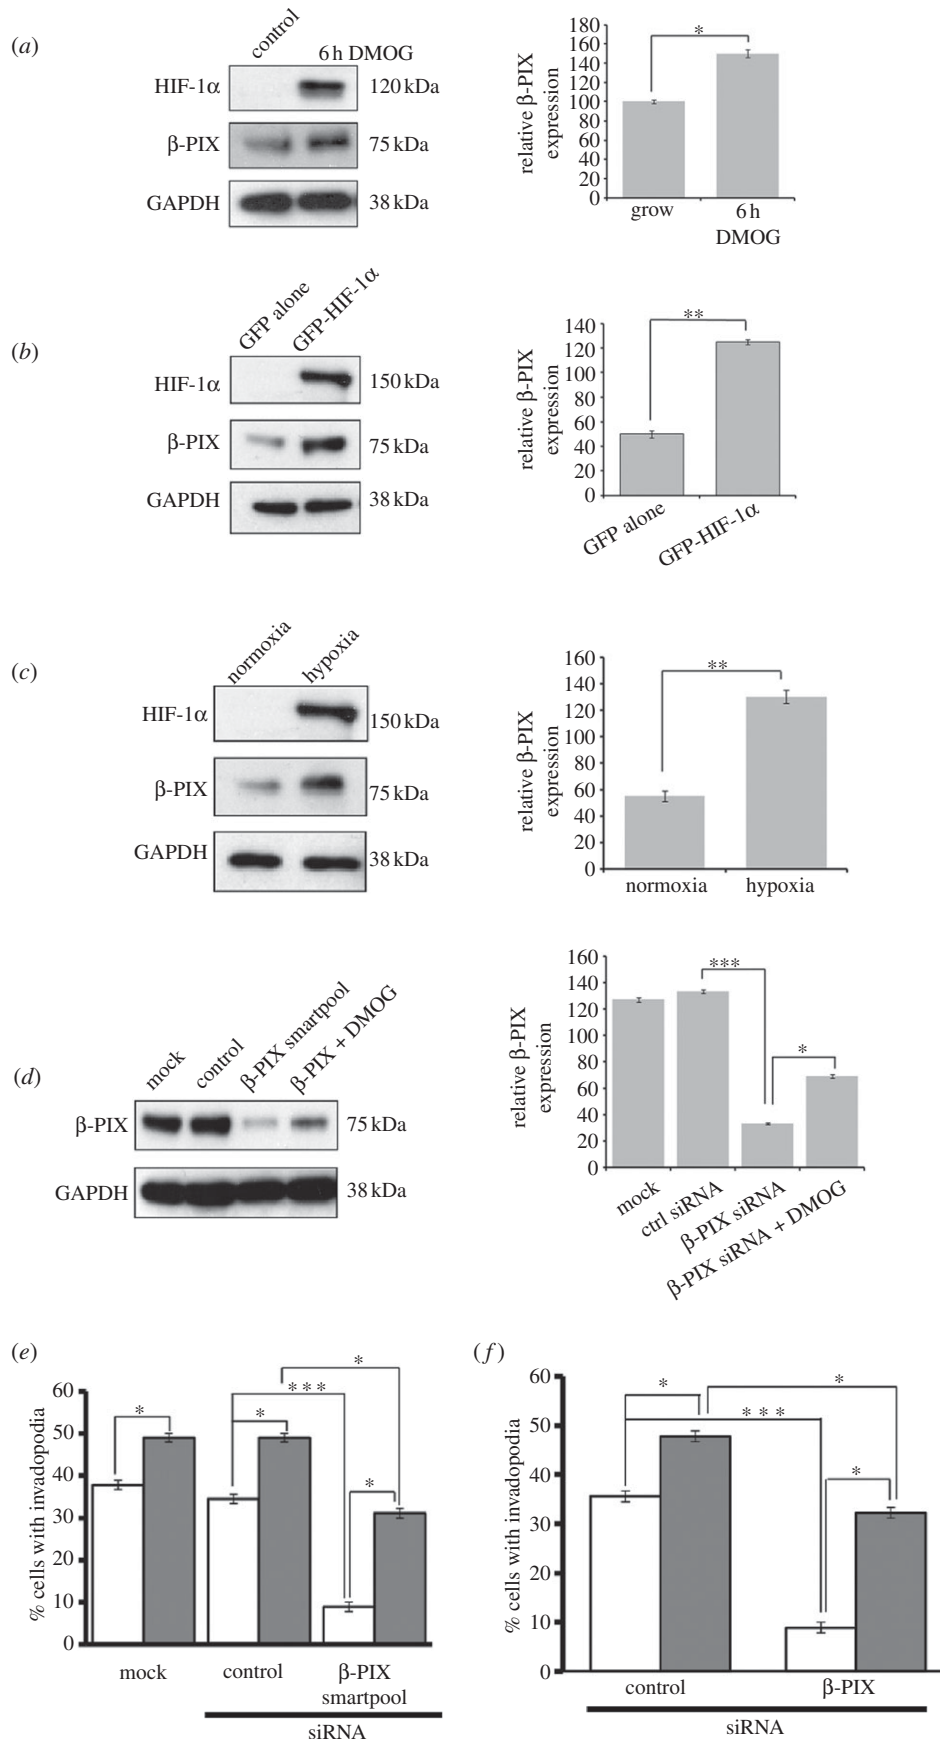 (a)
control
6 h DMOG
HIF-1α
120 kDa
β-PIX
75 kDa
GAPDH
38 kDa
relative β-PIX
expression
180
160
140
120
100
80
60
40
20
0
*
grow
6 h
DMOG
(b)
GFP alone
GFP-HIF-1α
HIF-1α
150 kDa
β-PIX
75 kDa
GAPDH
38 kDa
relative β-PIX
expression
140
120
100
80
60
40
20
0
**
GFP alone
GFP-HIF-1α
(c)
normoxia
hypoxia
HIF-1α
150 kDa
β-PIX
75 kDa
GAPDH
38 kDa
relative β-PIX
expression
160
140
120
100
80
60
40
20
0
**
normoxia
hypoxia
(d)
mock
control
β-PIX smartpool
β-PIX + DMOG
β-PIX
75 kDa
GAPDH
38 kDa
relative β-PIX
expression
160
140
120
100
80
60
40
20
0
***
*
mock
ctrl siRNA
β-PIX siRNA
β-PIX siRNA + DMOG
(e)
% cells with invadopodia
60
50
40
30
20
10
0
*
*
***
*
*
mock
control
β-PIX
smartpool
siRNA
(f)
% cells with invadopodia
60
50
40
30
20
10
0
*
***
*
*
control
β-PIX
siRNA